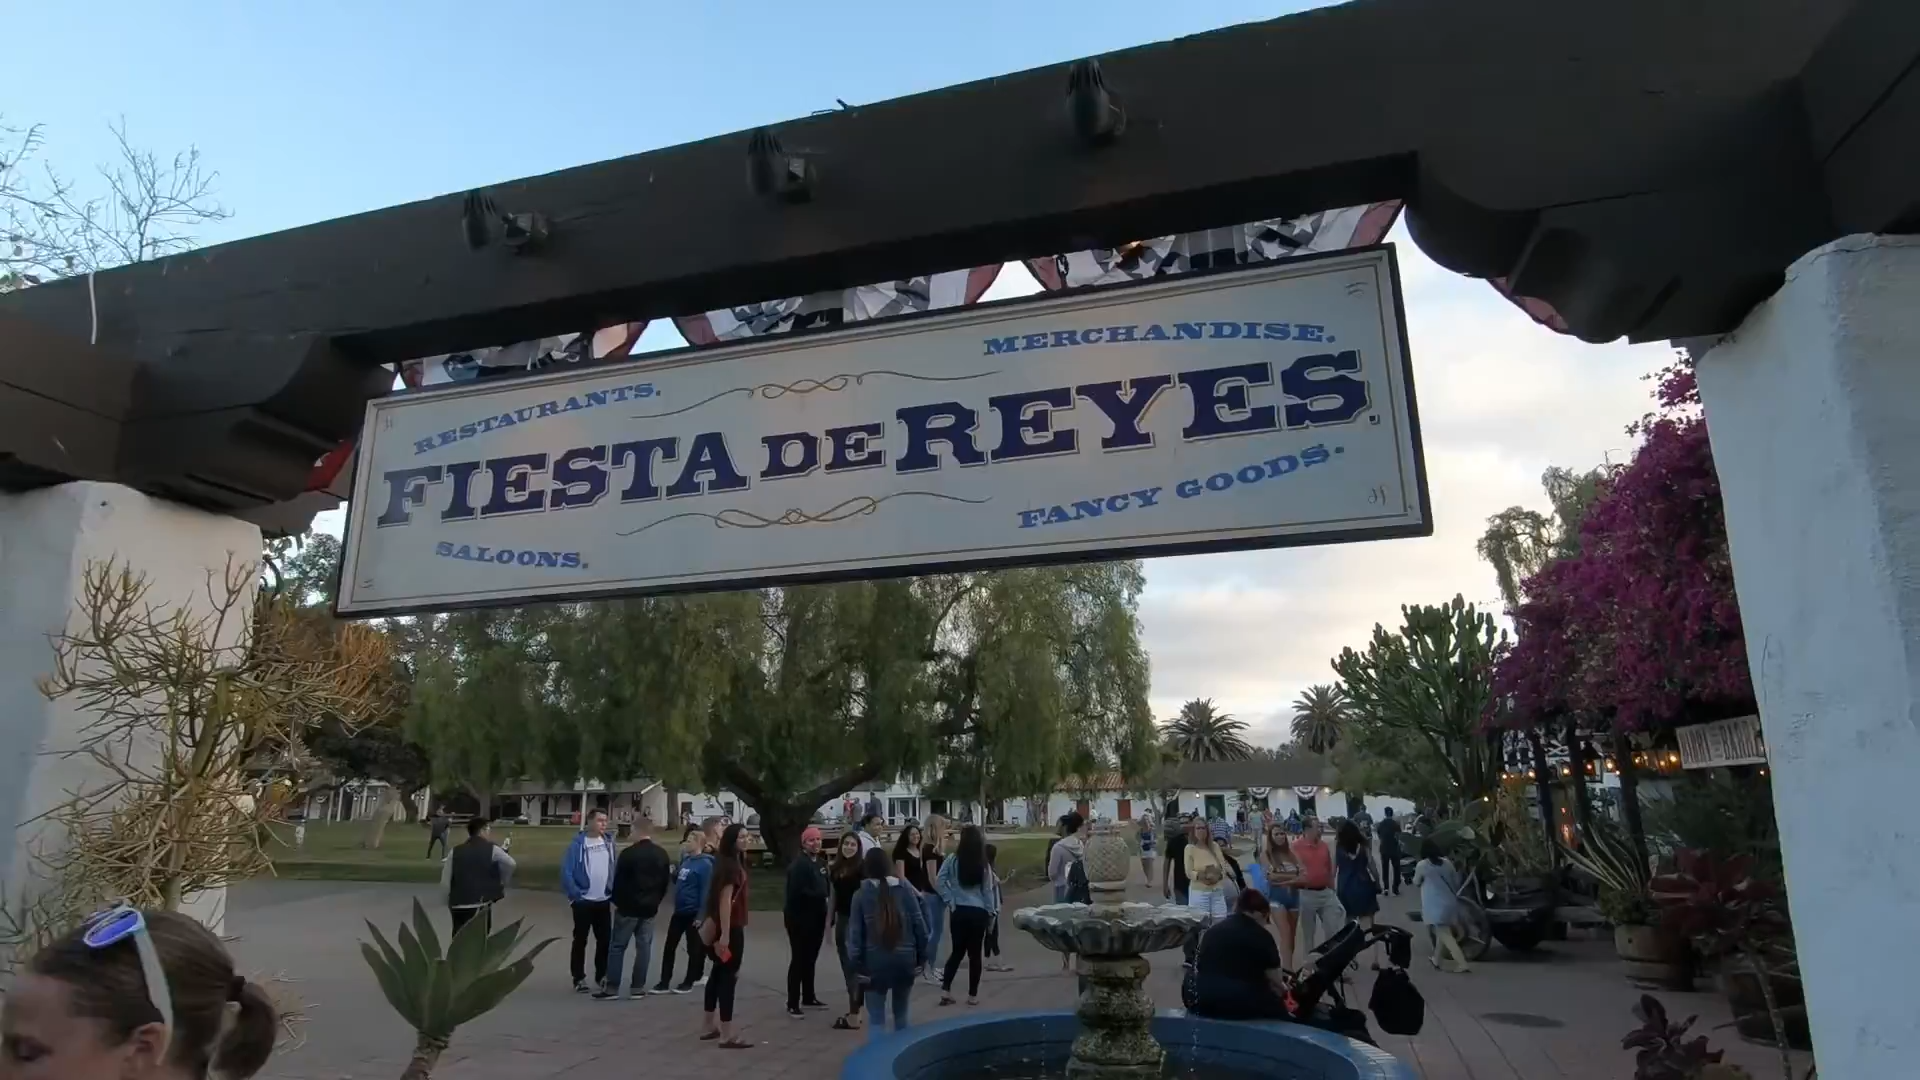 RESTAURANTS.
MERCHANDISE.
FIESTA DE REYES.
SALOONS.
FANCY GOODS.